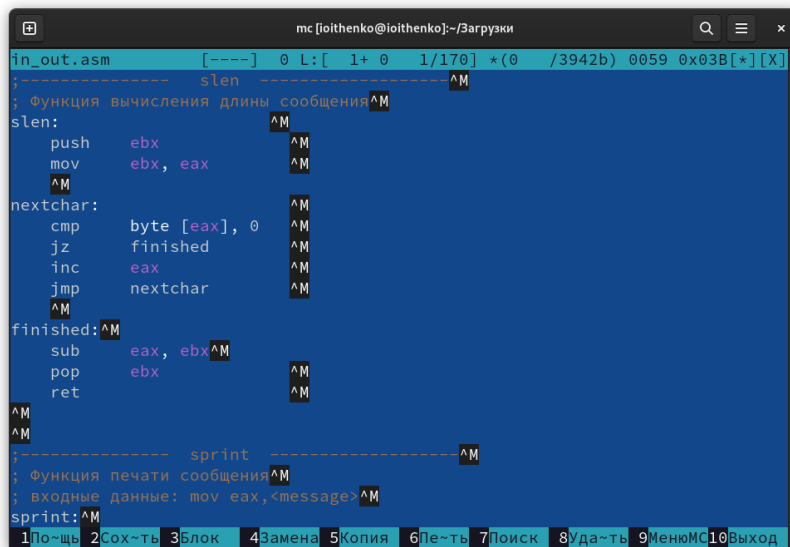 mc [ioithenko@ioithenko]:~/Загрузки
in_out.asm [----] 0 L:[ 1+ 0 1/170] *(0 /3942b) 0059 0x03B[*][X]
;--------------- slen -------------------^M
; Функция вычисления длины сообщения^M
slen: ^M
push ebx ^M
mov ebx, eax ^M
^M
nextchar: ^M
cmp byte [eax], 0 ^M
jz finished ^M
inc eax ^M
jmp nextchar ^M
^M
finished:^M
sub eax, ebx^M
pop ebx ^M
ret ^M
^M
^M
;--------------- sprint -------------------^M
; Функция печати сообщения^M
; входные данные: mov eax,<message>^M
sprint:^M
1По~щь 2Сох~ть 3Блок 4Замена 5Копия 6Пе~ть 7Поиск 8Уда~ть 9МенюMC10Выход